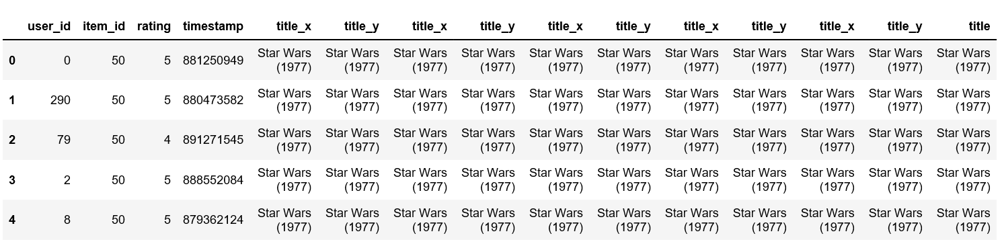 user_id item_id rating timestamp title_x title_y title_x title_y title_x title_y title_x title_y title_x title_y title
0 0 50 5 881250949 Star Wars (1977) Star Wars (1977) Star Wars (1977) Star Wars (1977) Star Wars (1977) Star Wars (1977) Star Wars (1977) Star Wars (1977) Star Wars (1977) Star Wars (1977) Star Wars (1977)
1 290 50 5 880473582 Star Wars (1977) Star Wars (1977) Star Wars (1977) Star Wars (1977) Star Wars (1977) Star Wars (1977) Star Wars (1977) Star Wars (1977) Star Wars (1977) Star Wars (1977) Star Wars (1977)
2 79 50 4 891271545 Star Wars (1977) Star Wars (1977) Star Wars (1977) Star Wars (1977) Star Wars (1977) Star Wars (1977) Star Wars (1977) Star Wars (1977) Star Wars (1977) Star Wars (1977) Star Wars (1977)
3 2 50 5 888552084 Star Wars (1977) Star Wars (1977) Star Wars (1977) Star Wars (1977) Star Wars (1977) Star Wars (1977) Star Wars (1977) Star Wars (1977) Star Wars (1977) Star Wars (1977) Star Wars (1977)
4 8 50 5 879362124 Star Wars (1977) Star Wars (1977) Star Wars (1977) Star Wars (1977) Star Wars (1977) Star Wars (1977) Star Wars (1977) Star Wars (1977) Star Wars (1977) Star Wars (1977) Star Wars (1977)